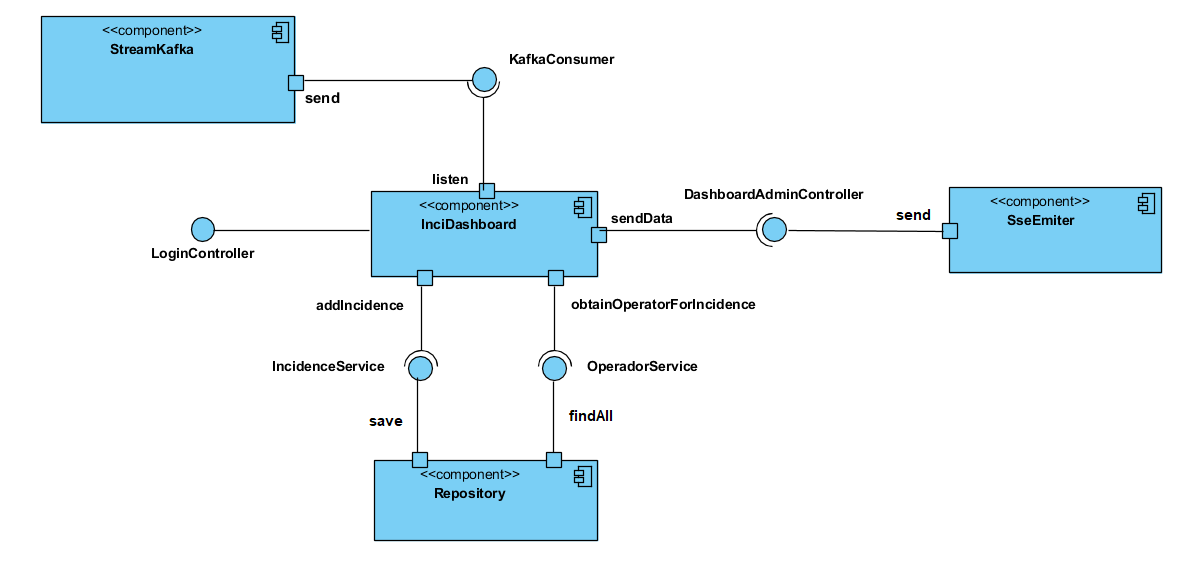 <<component>>
StreamKafka
KafkaConsumer
send
listen
<<component>>
InciDashboard
sendData
DashboardAdminController
send
<<component>>
SseEmiter
LoginController
addIncidence
obtainOperatorForIncidence
IncidenceService
OperadorService
save
findAll
<<component>>
Repository